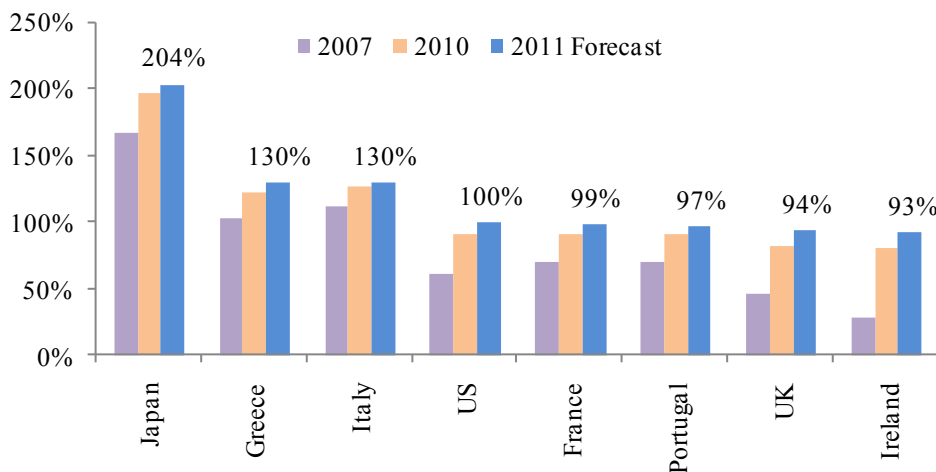 250%
200%
150%
100%
50%
0%
2007 2010 2011 Forecast
204%
130%
130%
100%
99%
97%
94%
93%
Japan
Greece
Italy
US
France
Portugal
UK
Ireland